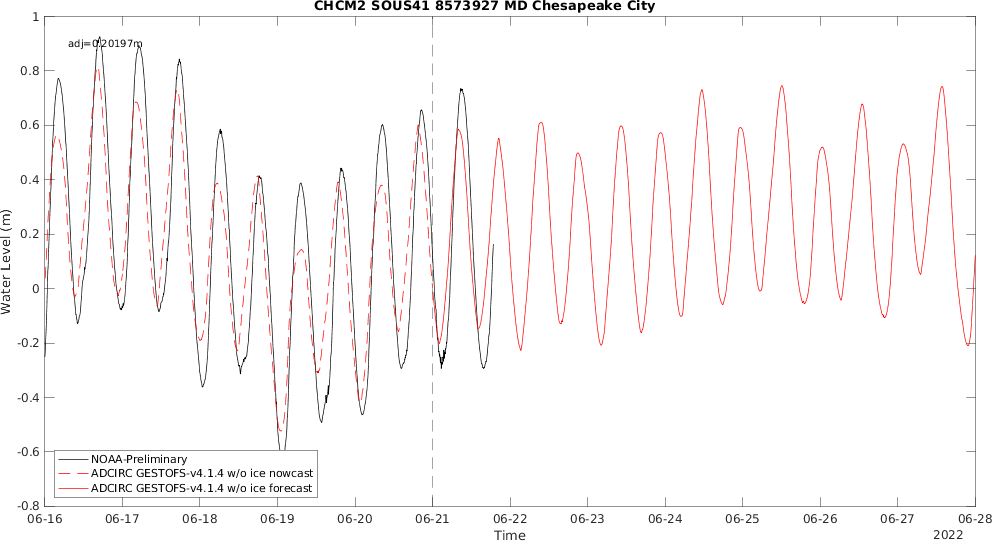 CHCM2 SOUS41 8573927 MD Chesapeake City
adj=0.20197m
1
0.8
0.6
0.4
0.2
0
-0.2
-0.4
-0.6
-0.8
Water Level (m)
NOAA-Preliminary
ADCIRC GESTOFS-v4.1.4 w/o ice nowcast
ADCIRC GESTOFS-v4.1.4 w/o ice forecast
06-16 06-17 06-18 06-19 06-20 06-21 06-22 06-23 06-24 06-25 06-26 06-27 06-28
Time
2022